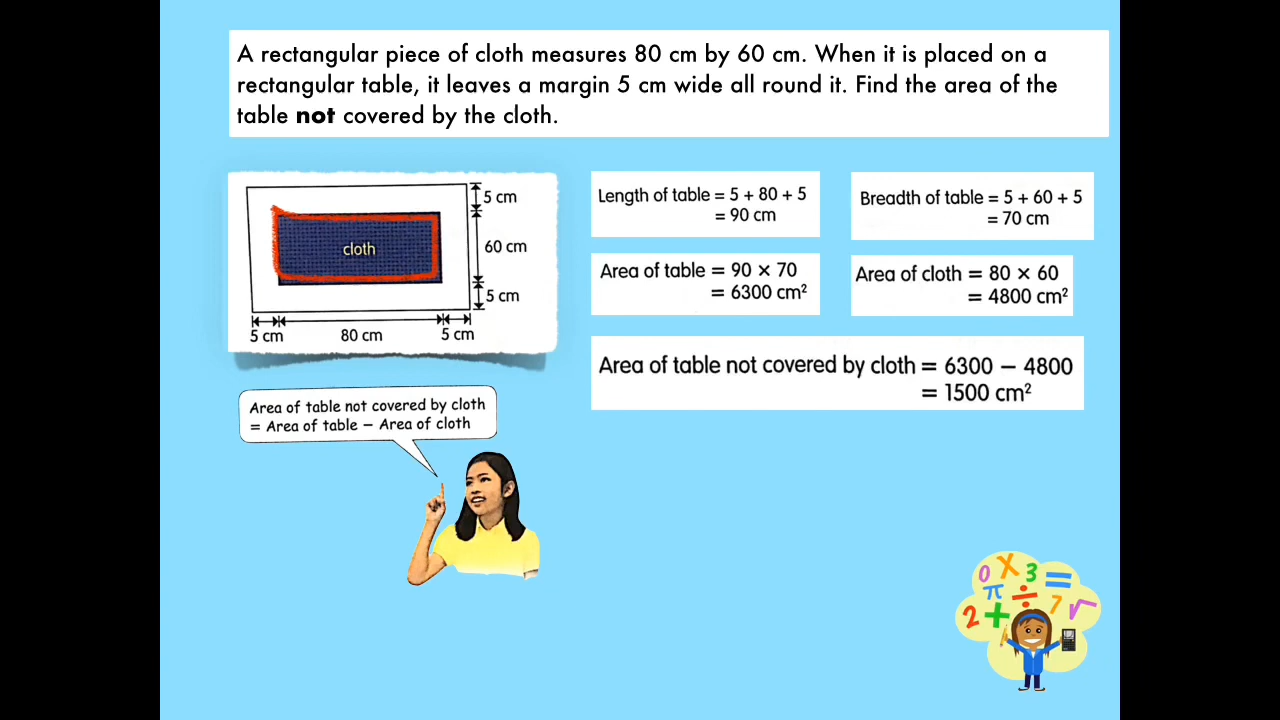 A rectangular piece of cloth measures 80 cm by 60 cm. When it is placed on a
rectangular table, it leaves a margin 5 cm wide all round it. Find the area of the
table not covered by the cloth.
5 cm
cloth
60 cm
5 cm
5 cm
80 cm
5 cm
Length of table = 5 + 80 + 5
= 90 cm
Breadth of table = 5 + 60 + 5
= 70 cm
Area of table = 90 × 70
= 6300 cm²
Area of cloth = 80 × 60
= 4800 cm²
Area of table not covered by cloth = 6300 − 4800
= 1500 cm²
Area of table not covered by cloth
= Area of table − Area of cloth
0 X 3 =
π ÷ 7 √
2 +